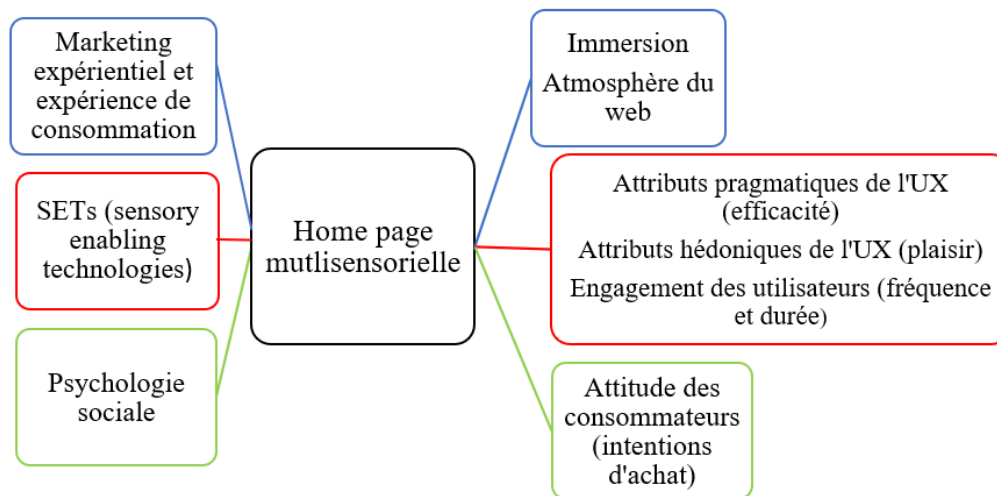 Marketing
expérientiel et
expérience de
consommation
SETs (sensory
enabling
technologies)
Psychologie
sociale
Home page
mutlisensorielle
Immersion
Atmosphère du
web
Attributs pragmatiques de l'UX
(efficacité)
Attributs hédoniques de l'UX (plaisir)
Engagement des utilisateurs (fréquence
et durée)
Attitude des
consommateurs
(intentions
d'achat)